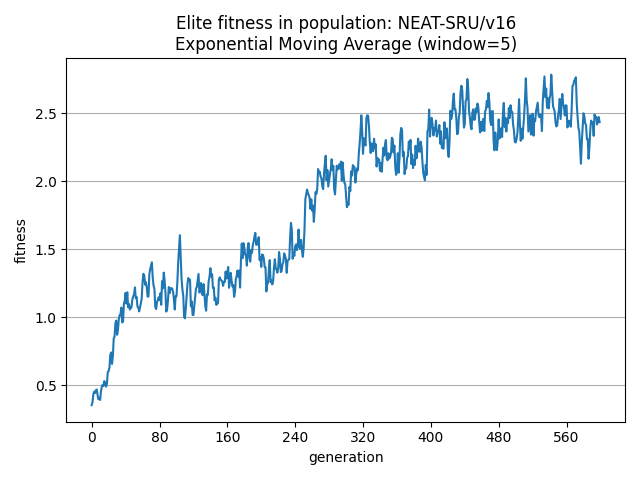 Elite fitness in population: NEAT-SRU/v16
Exponential Moving Average (window=5)
fitness
2.5
2.0
1.5
1.0
0.5
0 80 160 240 320 400 480 560
generation